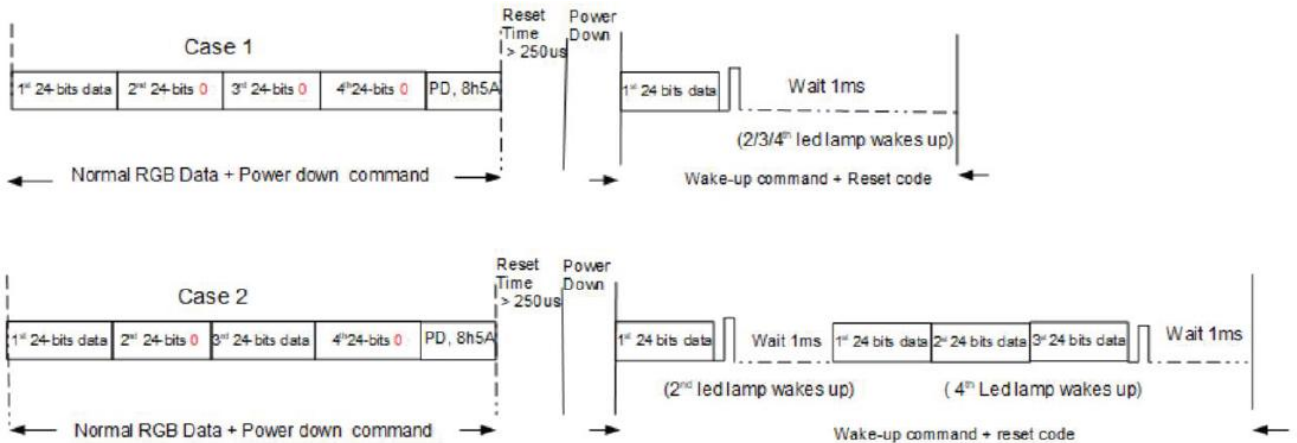 Case 1
Reset Time > 250us
Power Down
1st 24-bits data 2nd 24-bits 0 3rd 24-bits 0 4th 24-bits 0 PD, 8h5A
1st 24 bits data
Wait 1ms
(2/3/4th led lamp wakes up)
Normal RGB Data + Power down command
Wake-up command + Reset code
Case 2
Reset Time > 250us
Power Down
1st 24-bits data 2nd 24-bits 0 3rd 24-bits data 4th 24-bits 0 PD, 8h5A
1st 24 bits data
Wait 1ms
1st 24 bits data 2nd 24 bits data 3rd 24 bits data
Wait 1ms
(2nd led lamp wakes up)
( 4th Led lamp wakes up)
Normal RGB Data + Power down command
Wake-up command + reset code